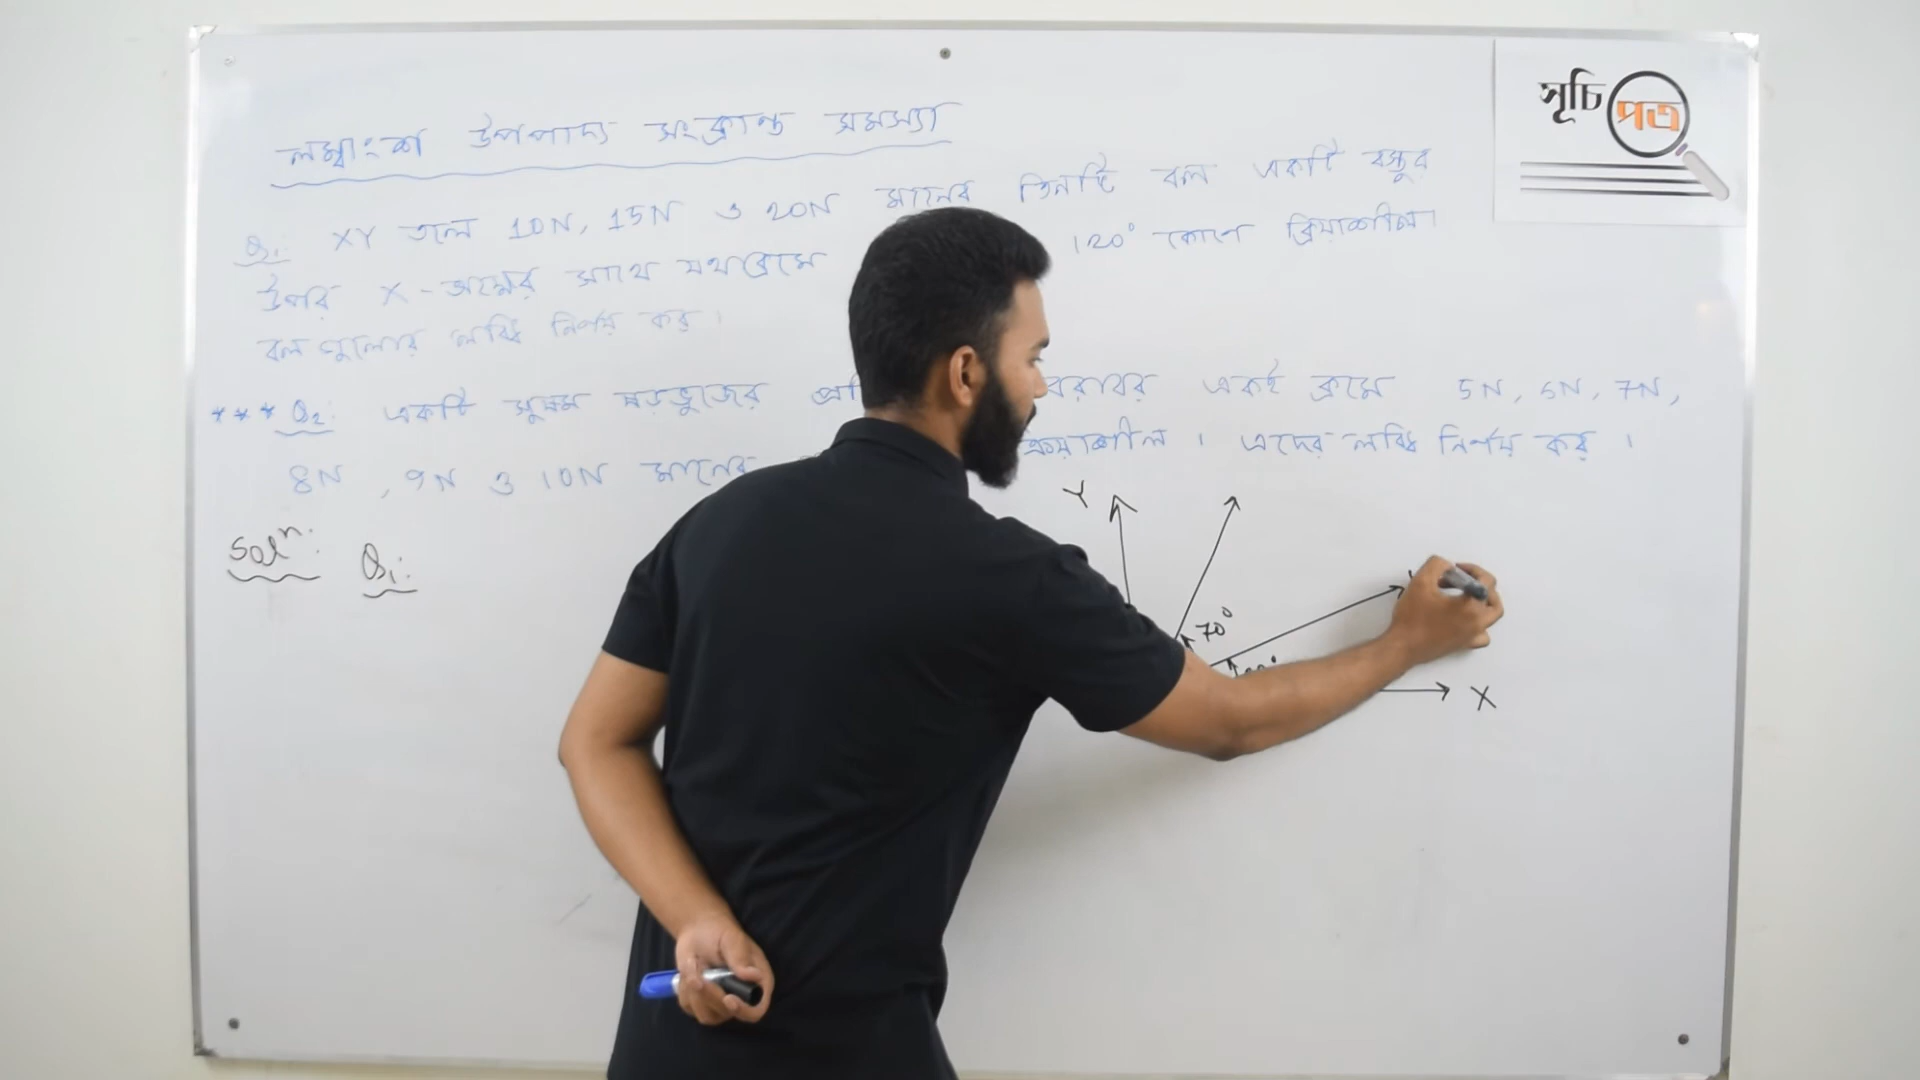 সূচিপত্র
লম্বাংশ উপপাদ্য সংক্রান্ত সমস্যা
Q₁: XY তলে 10N, 15N ও 20N মানের তিনটি বল একটি বস্তুর
উপর X-অক্ষের সাথে যথাক্রমে 120° কোণে ক্রিয়াশীল।
বল গুলোর লব্ধি নির্ণয় কর।
*** Q₂: একটি সুষম ষড়ভুজের বরাবর একই ক্রমে 5N, 6N, 7N,
8N, 9N ও 10N মানের এদের লব্ধি নির্ণয় কর।
Y
Solⁿ: Q₁:
70°
X